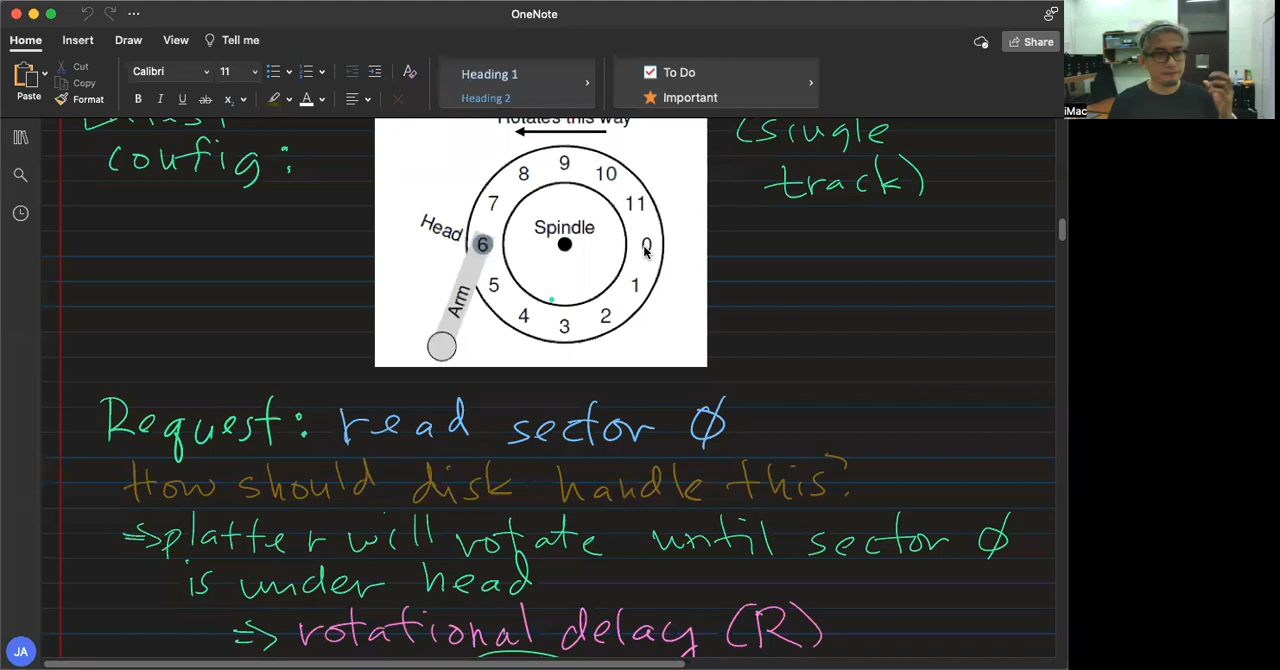 OneNote
Home Insert Draw View Tell me Share
Paste Cut Copy Format
Calibri 11
B I U ab x
Heading 1
Heading 2
To Do
Important
iMac
config:
(single
track)
Rotates this way
9
8 10
7 11
Head 6 Spindle 0
5 1
Arm
4 2
3
Request: read sector 0
How should disk handle this?
⇒ platter will rotate until sector 0
is under head
⇒ rotational delay (R)
JA